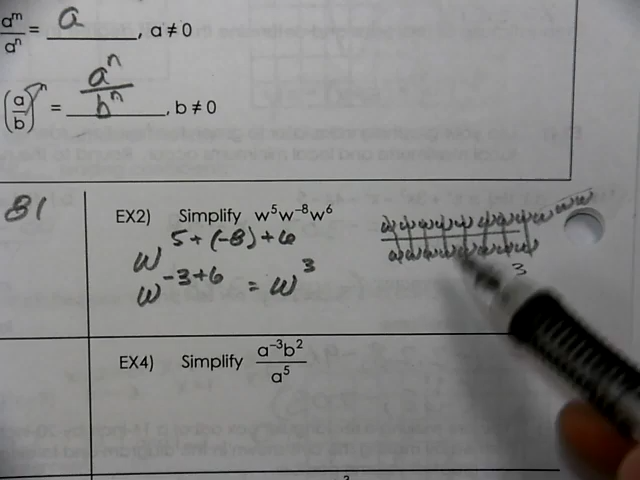 aᵐ/aⁿ = a, a ≠ 0
(a/b)ⁿ = aⁿ/bⁿ, b ≠ 0
81
EX2) Simplify w⁵w⁻⁸w⁶
w⁵⁺⁽⁻⁸⁾⁺⁶
w⁻³⁺⁶ = w³
3
EX4) Simplify a⁻³b²/a⁵